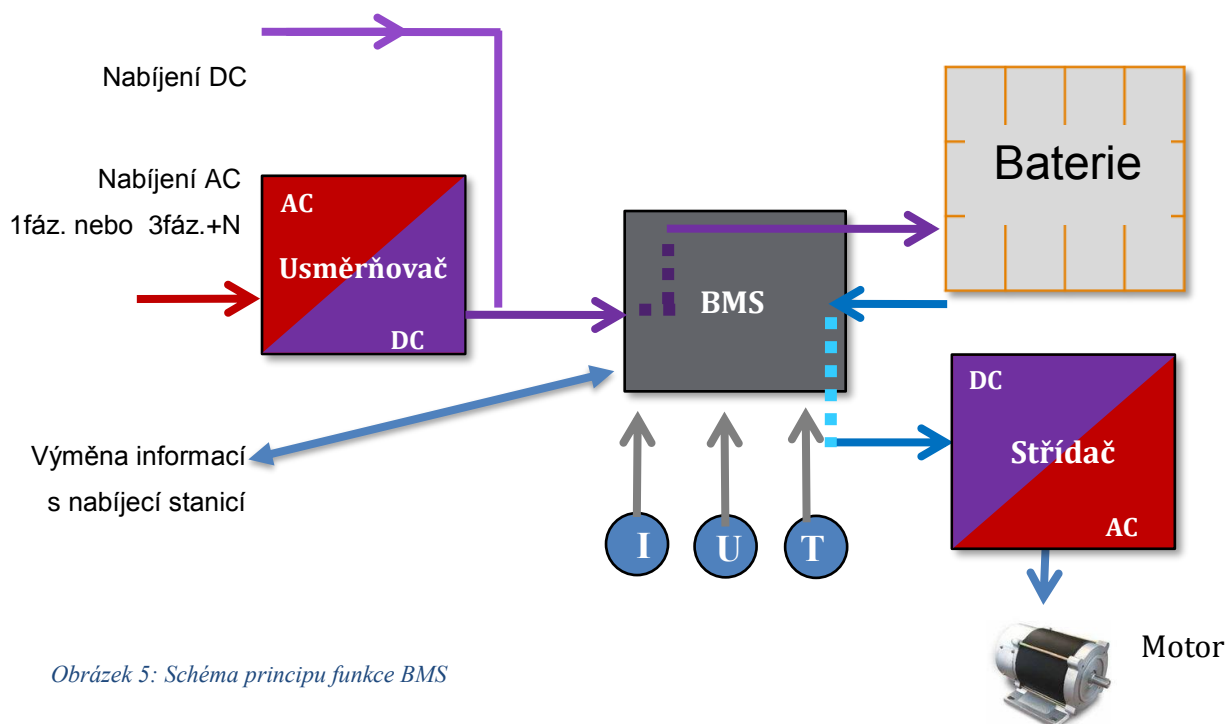 Nabíjení DC
Nabíjení AC
1fáz. nebo 3fáz.+N
AC
Usměrňovač
DC
BMS
Baterie
DC
Střídač
AC
Výměna informací
s nabíjecí stanicí
I
U
T
Motor
Obrázek 5: Schéma principu funkce BMS